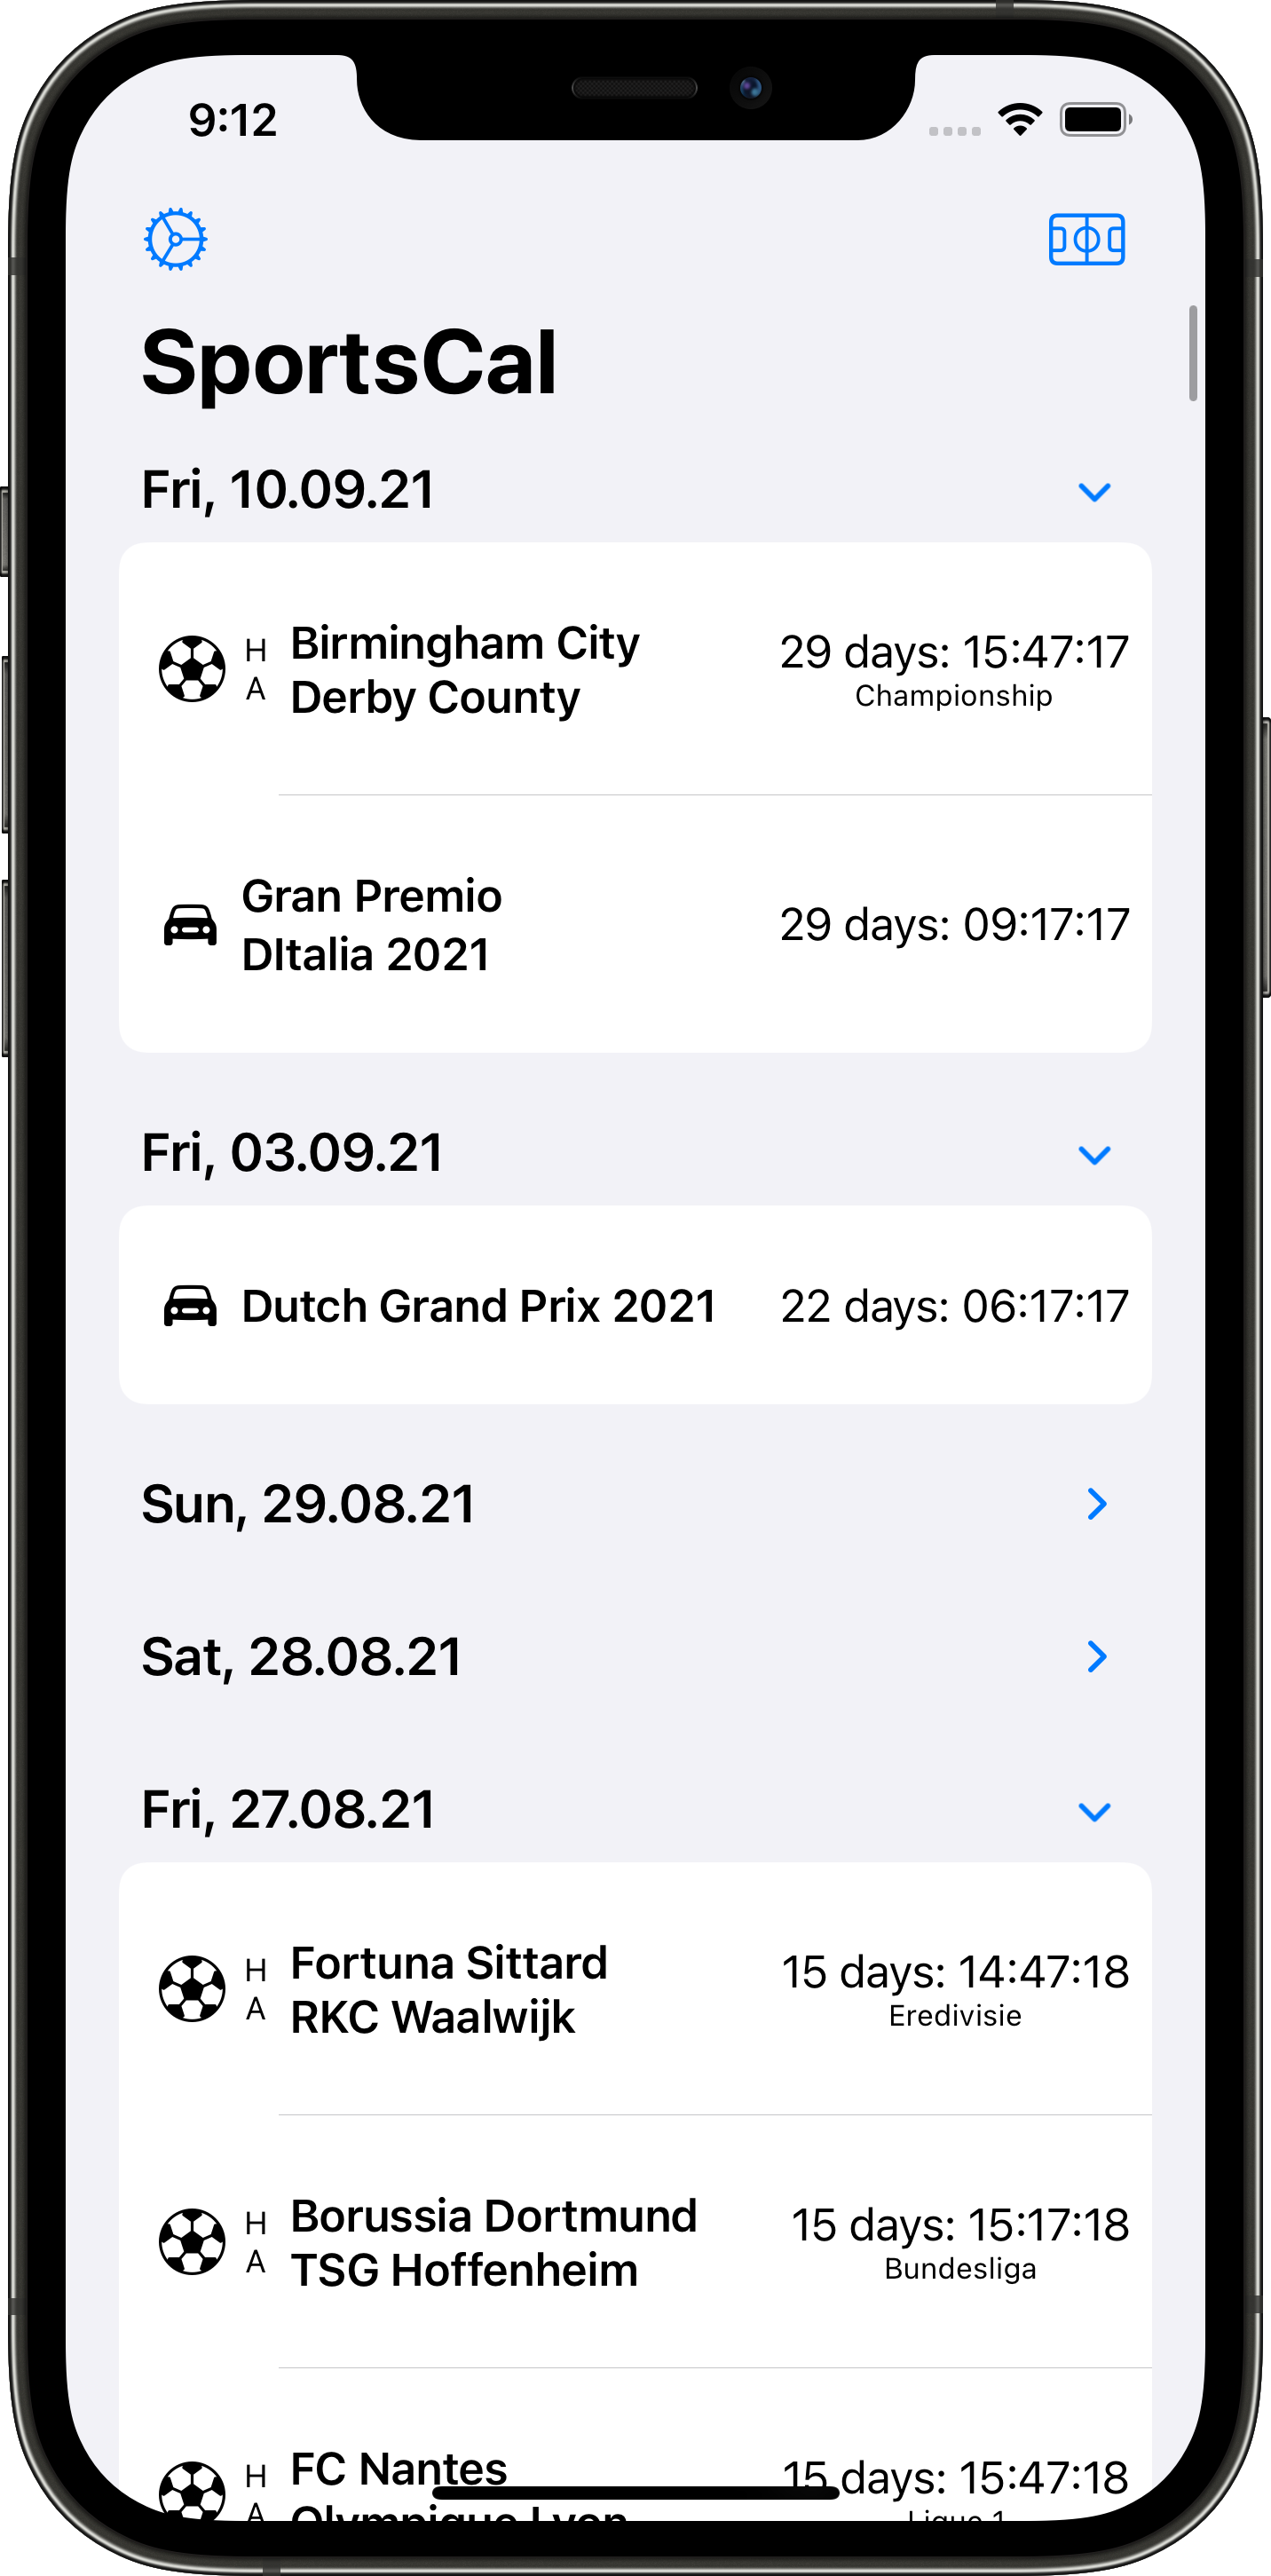 9:12
SportsCal
Fri, 10.09.21
H Birmingham City
A Derby County
29 days: 15:47:17
Championship
Gran Premio
DItalia 2021
29 days: 09:17:17
Fri, 03.09.21
Dutch Grand Prix 2021
22 days: 06:17:17
Sun, 29.08.21
Sat, 28.08.21
Fri, 27.08.21
H Fortuna Sittard
A RKC Waalwijk
15 days: 14:47:18
Eredivisie
H Borussia Dortmund
A TSG Hoffenheim
15 days: 15:17:18
Bundesliga
H FC Nantes
A Olympique Lyon
15 days: 15:47:18
Ligue 1